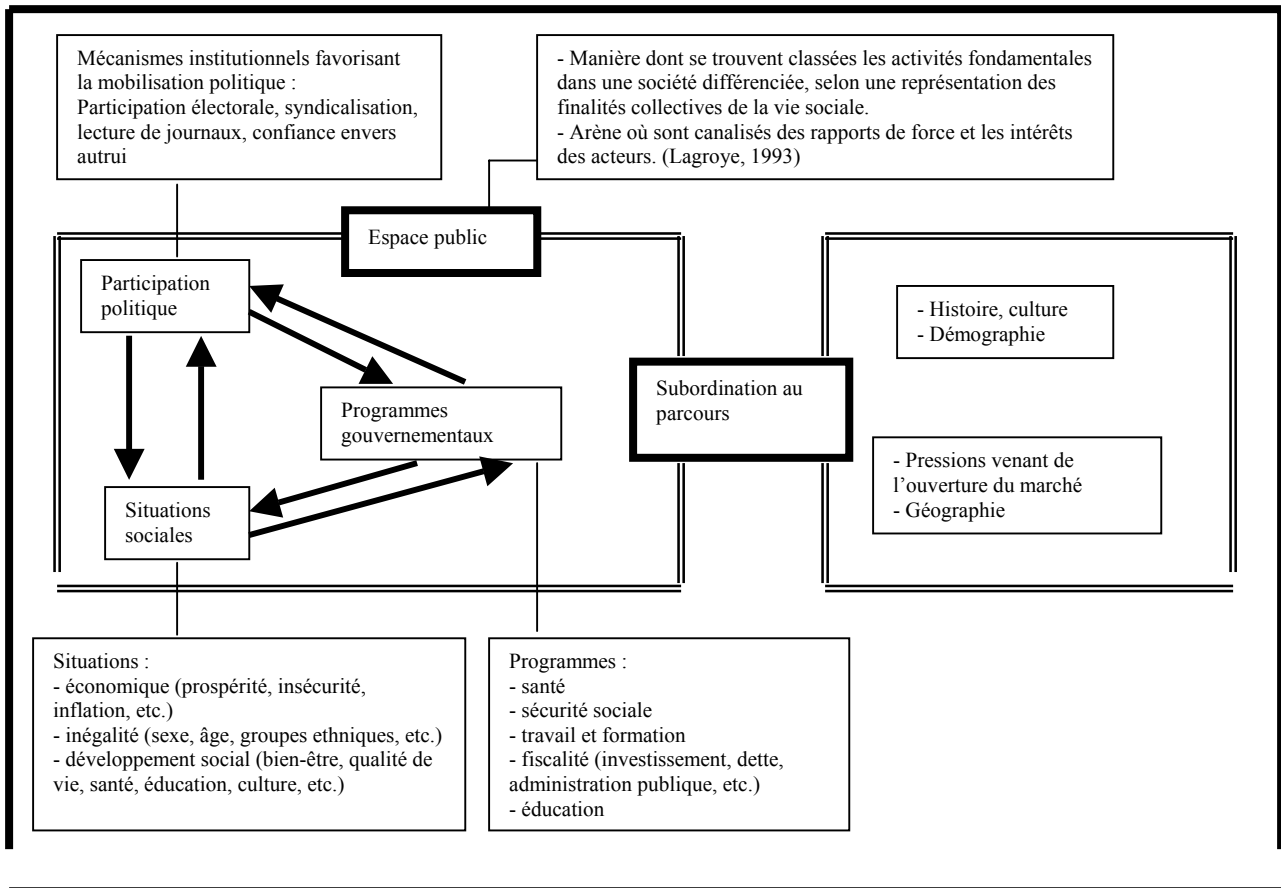 Mécanismes institutionnels favorisant
la mobilisation politique :
Participation électorale, syndicalisation,
lecture de journaux, confiance envers
autrui
- Manière dont se trouvent classées les activités fondamentales
dans une société différenciée, selon une représentation des
finalités collectives de la vie sociale.
- Arène où sont canalisés des rapports de force et les intérêts
des acteurs. (Lagroye, 1993)
Espace public
Participation
politique
- Histoire, culture
- Démographie
Programmes
gouvernementaux
Subordination au
parcours
- Pressions venant de
l’ouverture du marché
- Géographie
Situations
sociales
Situations :
- économique (prospérité, insécurité,
inflation, etc.)
- inégalité (sexe, âge, groupes ethniques, etc.)
- développement social (bien-être, qualité de
vie, santé, éducation, culture, etc.)
Programmes :
- santé
- sécurité sociale
- travail et formation
- fiscalité (investissement, dette,
administration publique, etc.)
- éducation